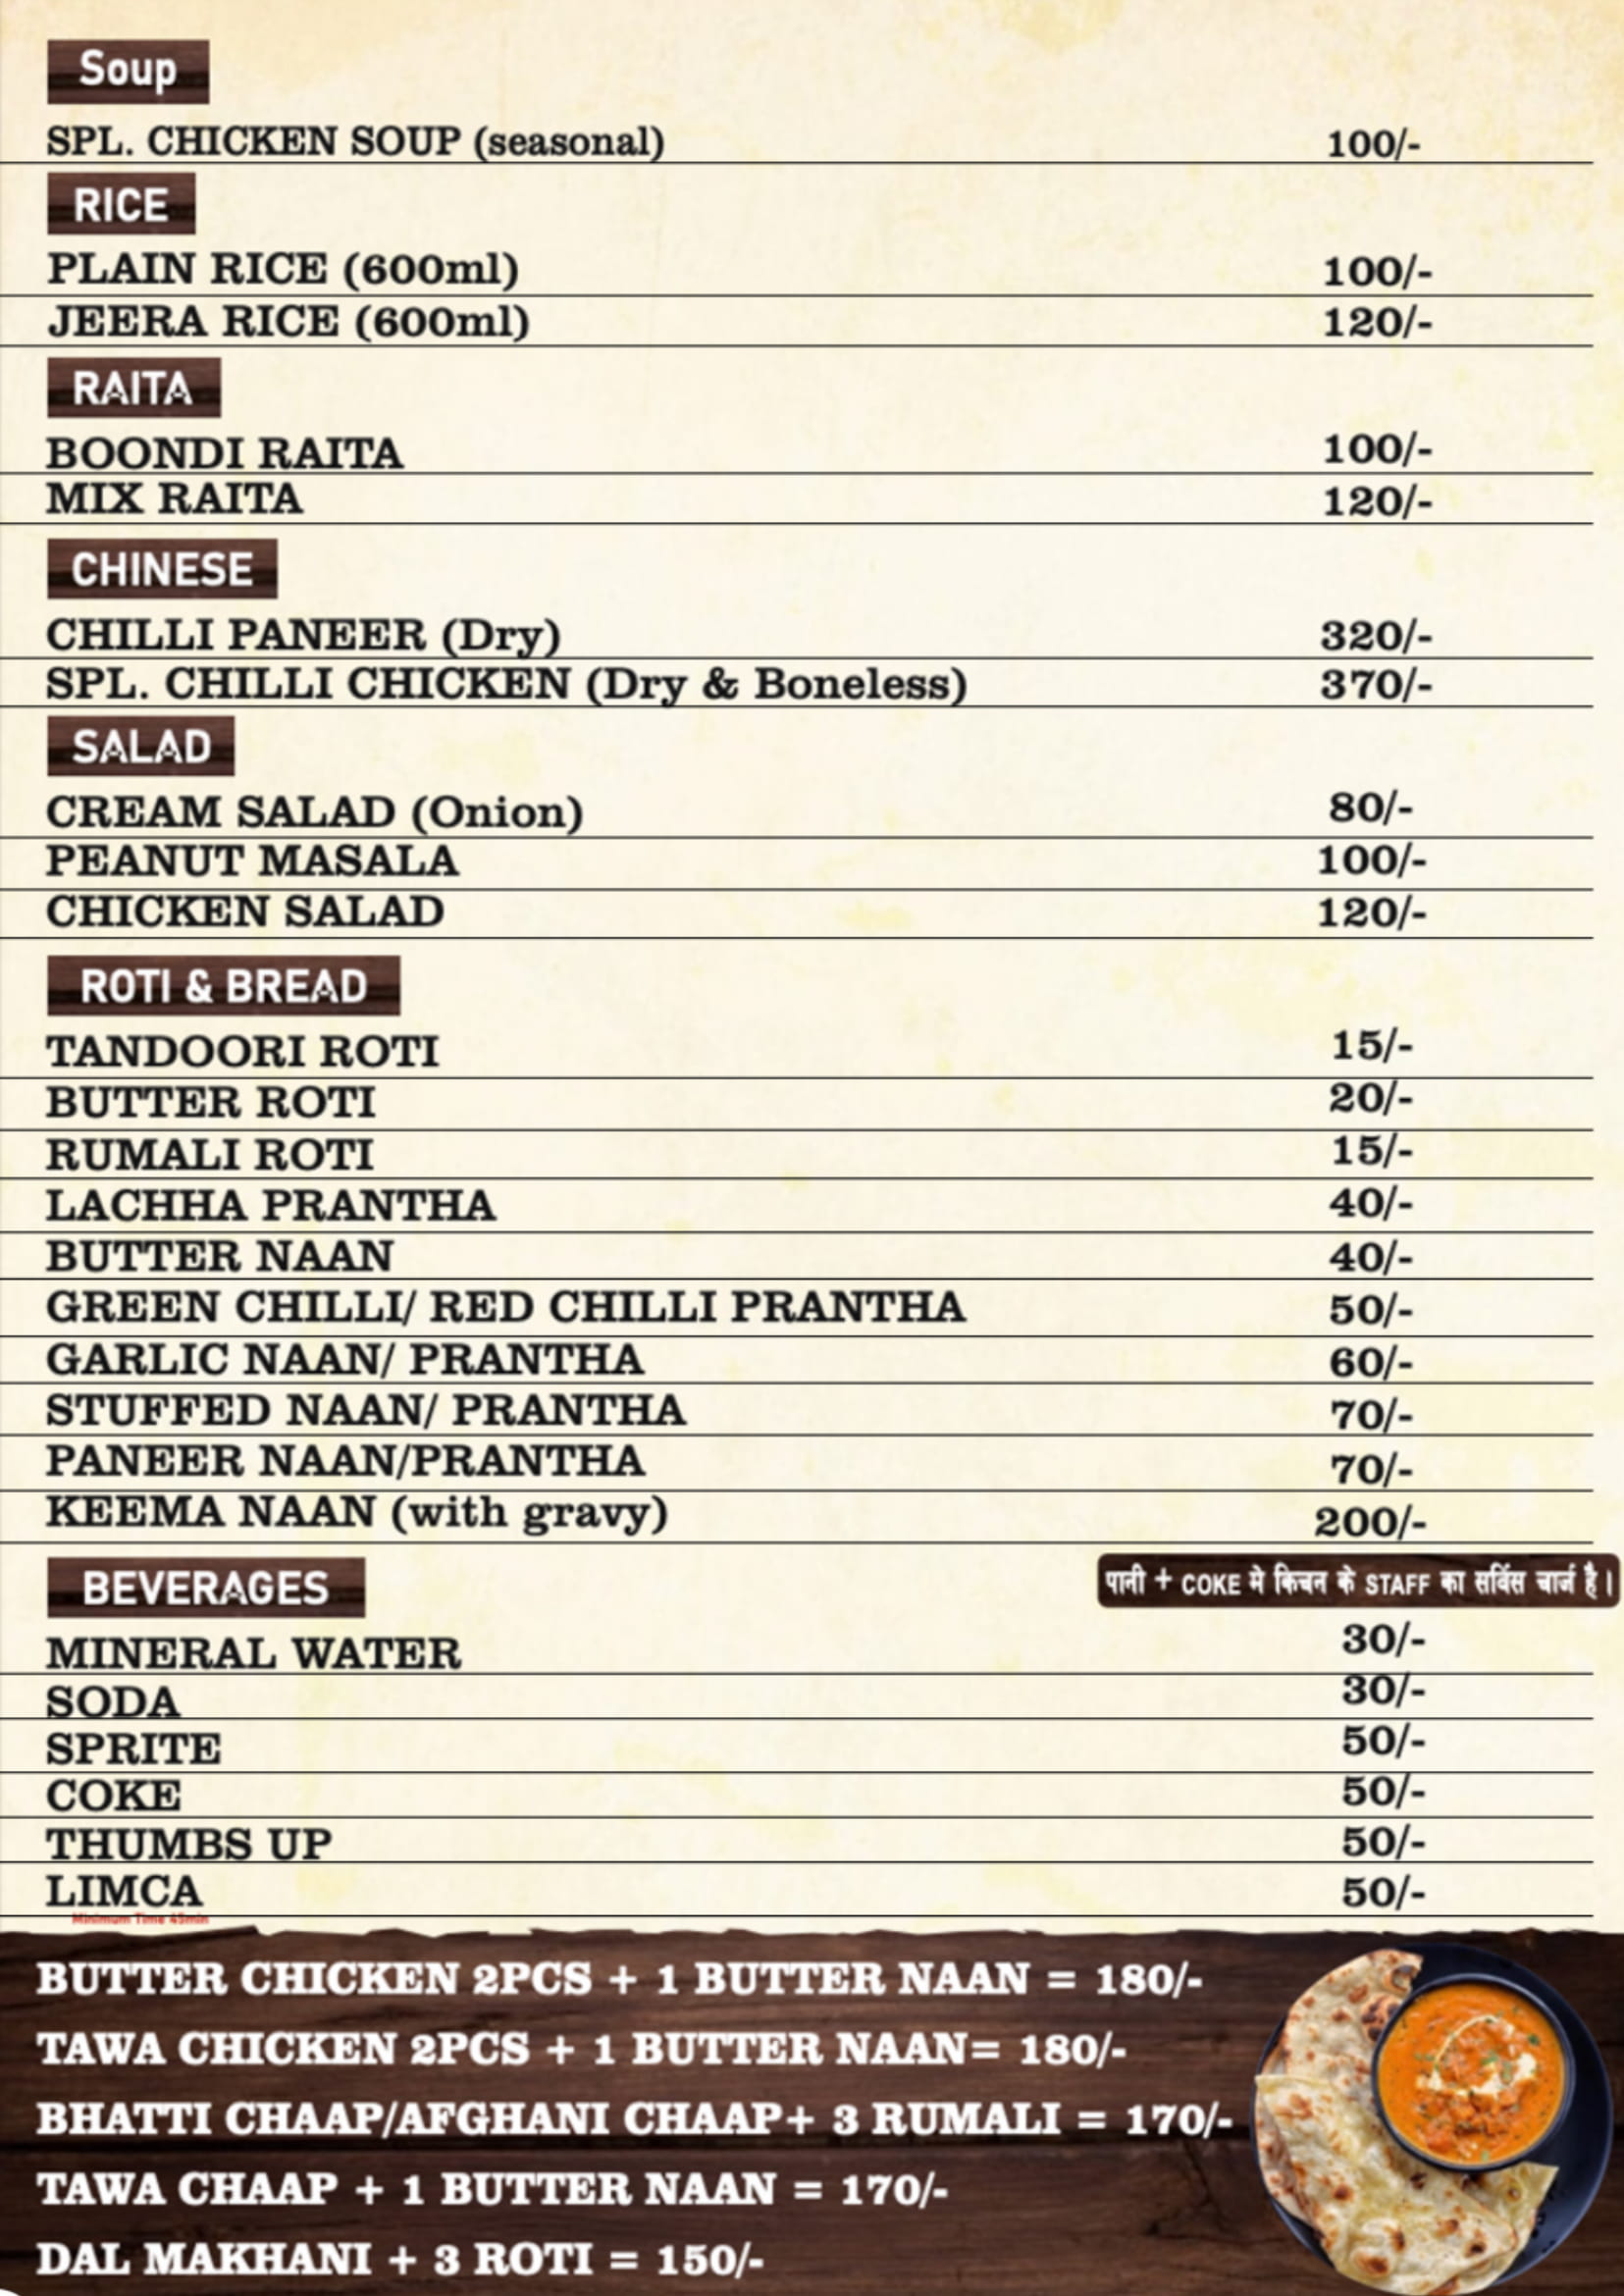 Soup
SPL. CHICKEN SOUP (seasonal) 100/-
RICE
PLAIN RICE (600ml) 100/-
JEERA RICE (600ml) 120/-
RAITA
BOONDI RAITA 100/-
MIX RAITA 120/-
CHINESE
CHILLI PANEER (Dry) 320/-
SPL. CHILLI CHICKEN (Dry & Boneless) 370/-
SALAD
CREAM SALAD (Onion) 80/-
PEANUT MASALA 100/-
CHICKEN SALAD 120/-
ROTI & BREAD
TANDOORI ROTI 15/-
BUTTER ROTI 20/-
RUMALI ROTI 15/-
LACHHA PRANTHA 40/-
BUTTER NAAN 40/-
GREEN CHILLI/ RED CHILLI PRANTHA 50/-
GARLIC NAAN/ PRANTHA 60/-
STUFFED NAAN/ PRANTHA 70/-
PANEER NAAN/PRANTHA 70/-
KEEMA NAAN (with gravy) 200/-
BEVERAGES पानी + COKE मे किचन के STAFF का सर्विस चार्ज है।
MINERAL WATER 30/-
SODA 30/-
SPRITE 50/-
COKE 50/-
THUMBS UP 50/-
LIMCA 50/-
Minimum Time 45min
BUTTER CHICKEN 2PCS + 1 BUTTER NAAN = 180/-
TAWA CHICKEN 2PCS + 1 BUTTER NAAN= 180/-
BHATTI CHAAP/AFGHANI CHAAP+ 3 RUMALI = 170/-
TAWA CHAAP + 1 BUTTER NAAN = 170/-
DAL MAKHANI + 3 ROTI = 150/-